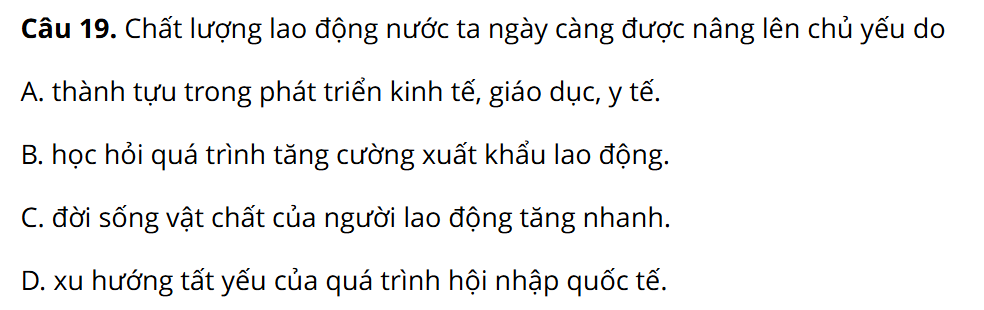 Câu 19. Chất lượng lao động nước ta ngày càng được nâng lên chủ yếu do
A. thành tựu trong phát triển kinh tế, giáo dục, y tế.
B. học hỏi quá trình tăng cường xuất khẩu lao động.
C. đời sống vật chất của người lao động tăng nhanh.
D. xu hướng tất yếu của quá trình hội nhập quốc tế.